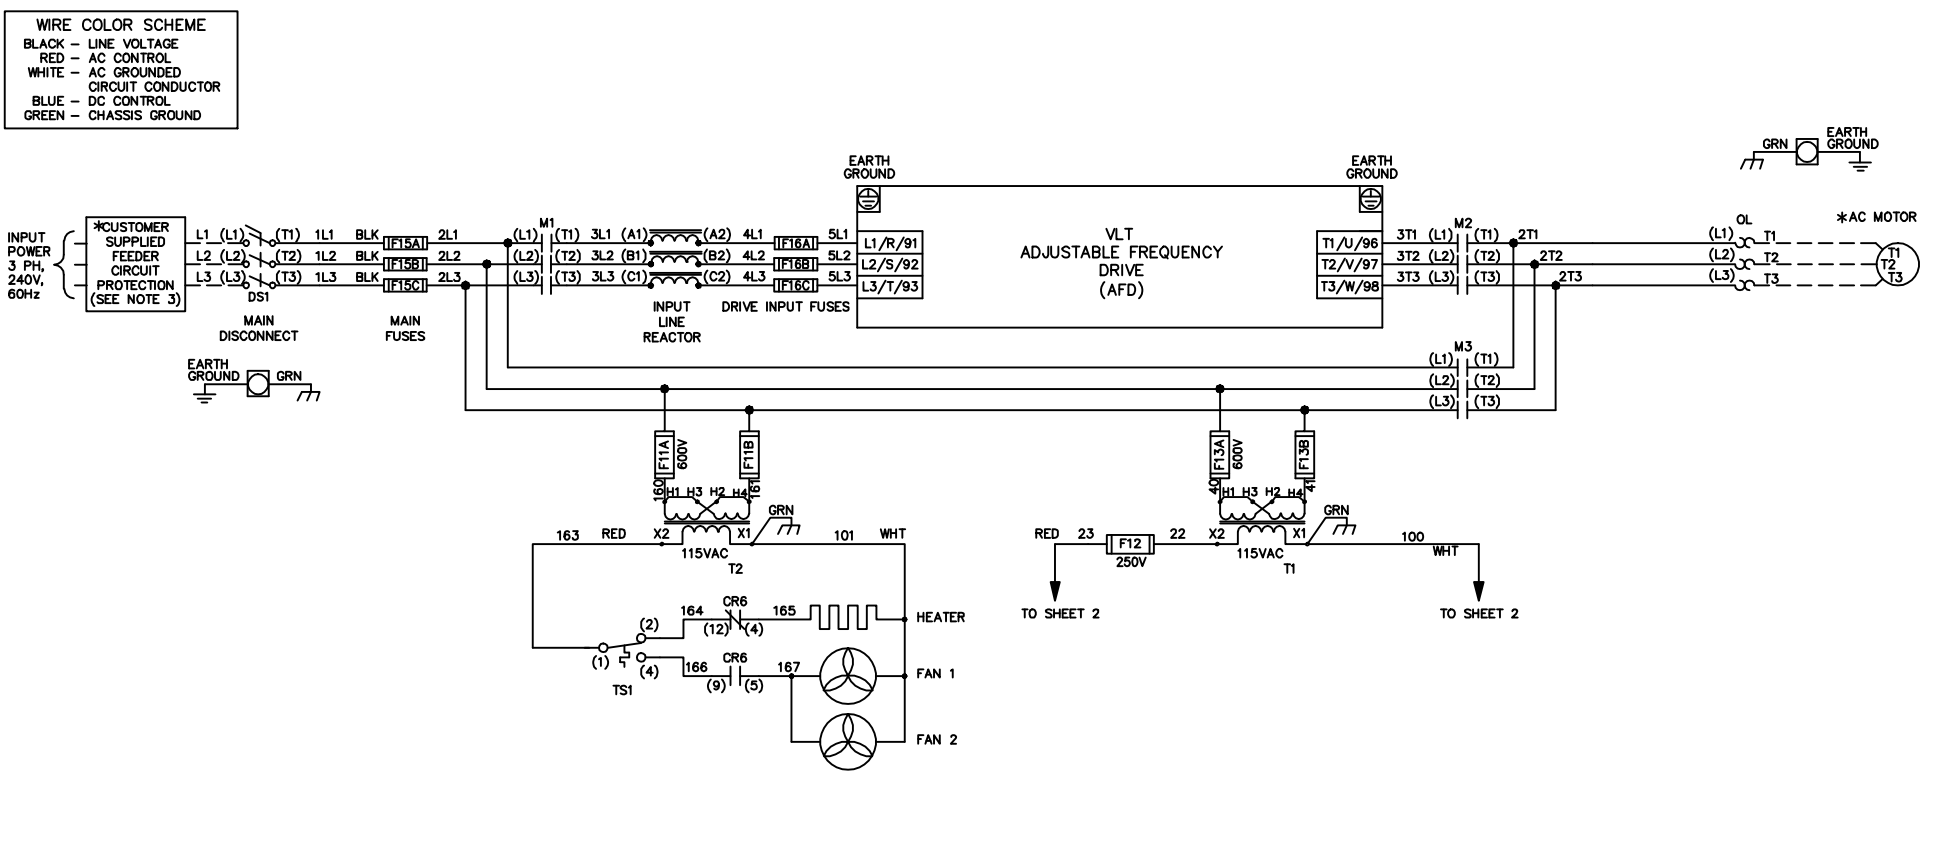 WIRE COLOR SCHEME
BLACK – LINE VOLTAGE
RED – AC CONTROL
WHITE – AC GROUNDED
CIRCUIT CONDUCTOR
BLUE – DC CONTROL
GREEN – CHASSIS GROUND
INPUT
POWER
3 PH,
240V,
60Hz
*CUSTOMER
SUPPLIED
FEEDER
CIRCUIT
PROTECTION
(SEE NOTE 3)
L1 (L1) (T1) 1L1 BLK F15A 2L1 (L1) M1 (T1) 3L1 (A1) (A2) 4L1 F16A 5L1
L2 (L2) (T2) 1L2 BLK F15B 2L2 (L2) (T2) 3L2 (B1) (B2) 4L2 F16B 5L2
L3 (L3) (T3) 1L3 BLK F15C 2L3 (L3) (T3) 3L3 (C1) (C2) 4L3 F16C 5L3
DS1
MAIN
DISCONNECT
MAIN
FUSES
INPUT
LINE
REACTOR
DRIVE INPUT FUSES
EARTH
GROUND
GRN
EARTH
GROUND
EARTH
GROUND
L1/R/91
L2/S/92
L3/T/93
VLT
ADJUSTABLE FREQUENCY
DRIVE
(AFD)
T1/U/96
T2/V/97
T3/W/98
M2
3T1 (L1) (T1) 2T1
3T2 (L2) (T2) 2T2
3T3 (L3) (T3) 2T3
GRN
EARTH
GROUND
OL
*AC MOTOR
(L1) T1
(L2) T2
(L3) T3
T1
T2
T3
M3
(L1) (T1)
(L2) (T2)
(L3) (T3)
F11A
600V
F11B
160
161
H1 H3 H2 H4
GRN
163 RED X2 X1 101 WHT
115VAC
T2
F13A
600V
F13B
40
41
H1 H3 H2 H4
GRN
RED 23 F12 22 X2 X1 100
WHT
250V
115VAC
T1
TO SHEET 2
TO SHEET 2
CR6
164 165
(12) (4)
HEATER
(2)
(1)
(4)
TS1
CR6
166 167
(9) (5)
FAN 1
FAN 2